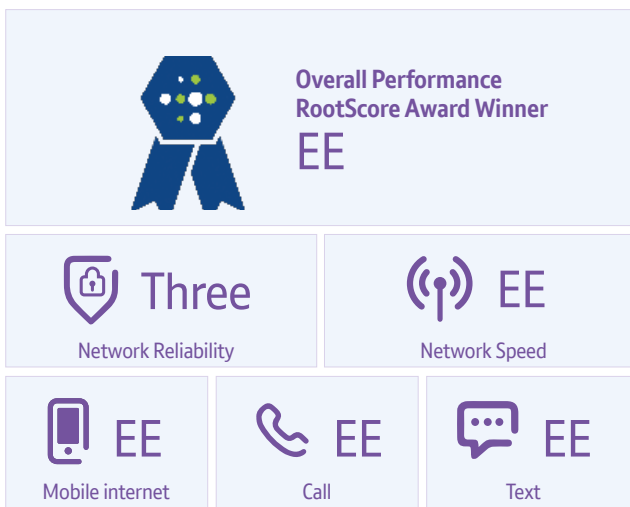 Overall Performance
RootScore Award Winner
EE
Three
Network Reliability
EE
Network Speed
EE
Mobile internet
EE
Call
EE
Text